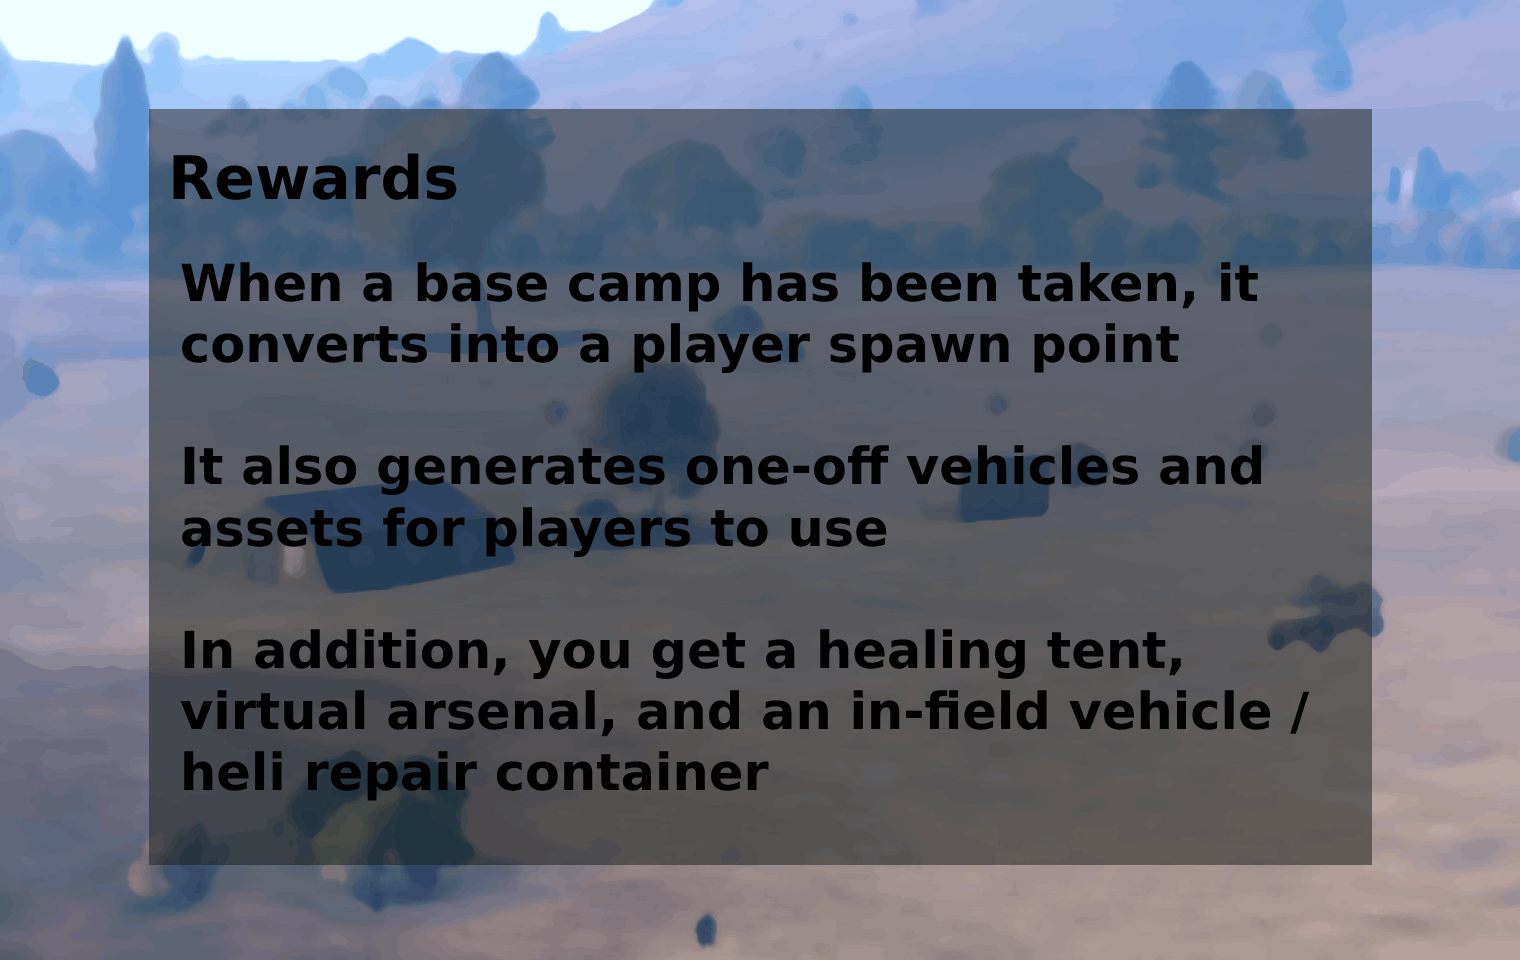 Rewards
When a base camp has been taken, it
converts into a player spawn point
It also generates one-off vehicles and
assets for players to use
In addition, you get a healing tent,
virtual arsenal, and an in-field vehicle /
heli repair container